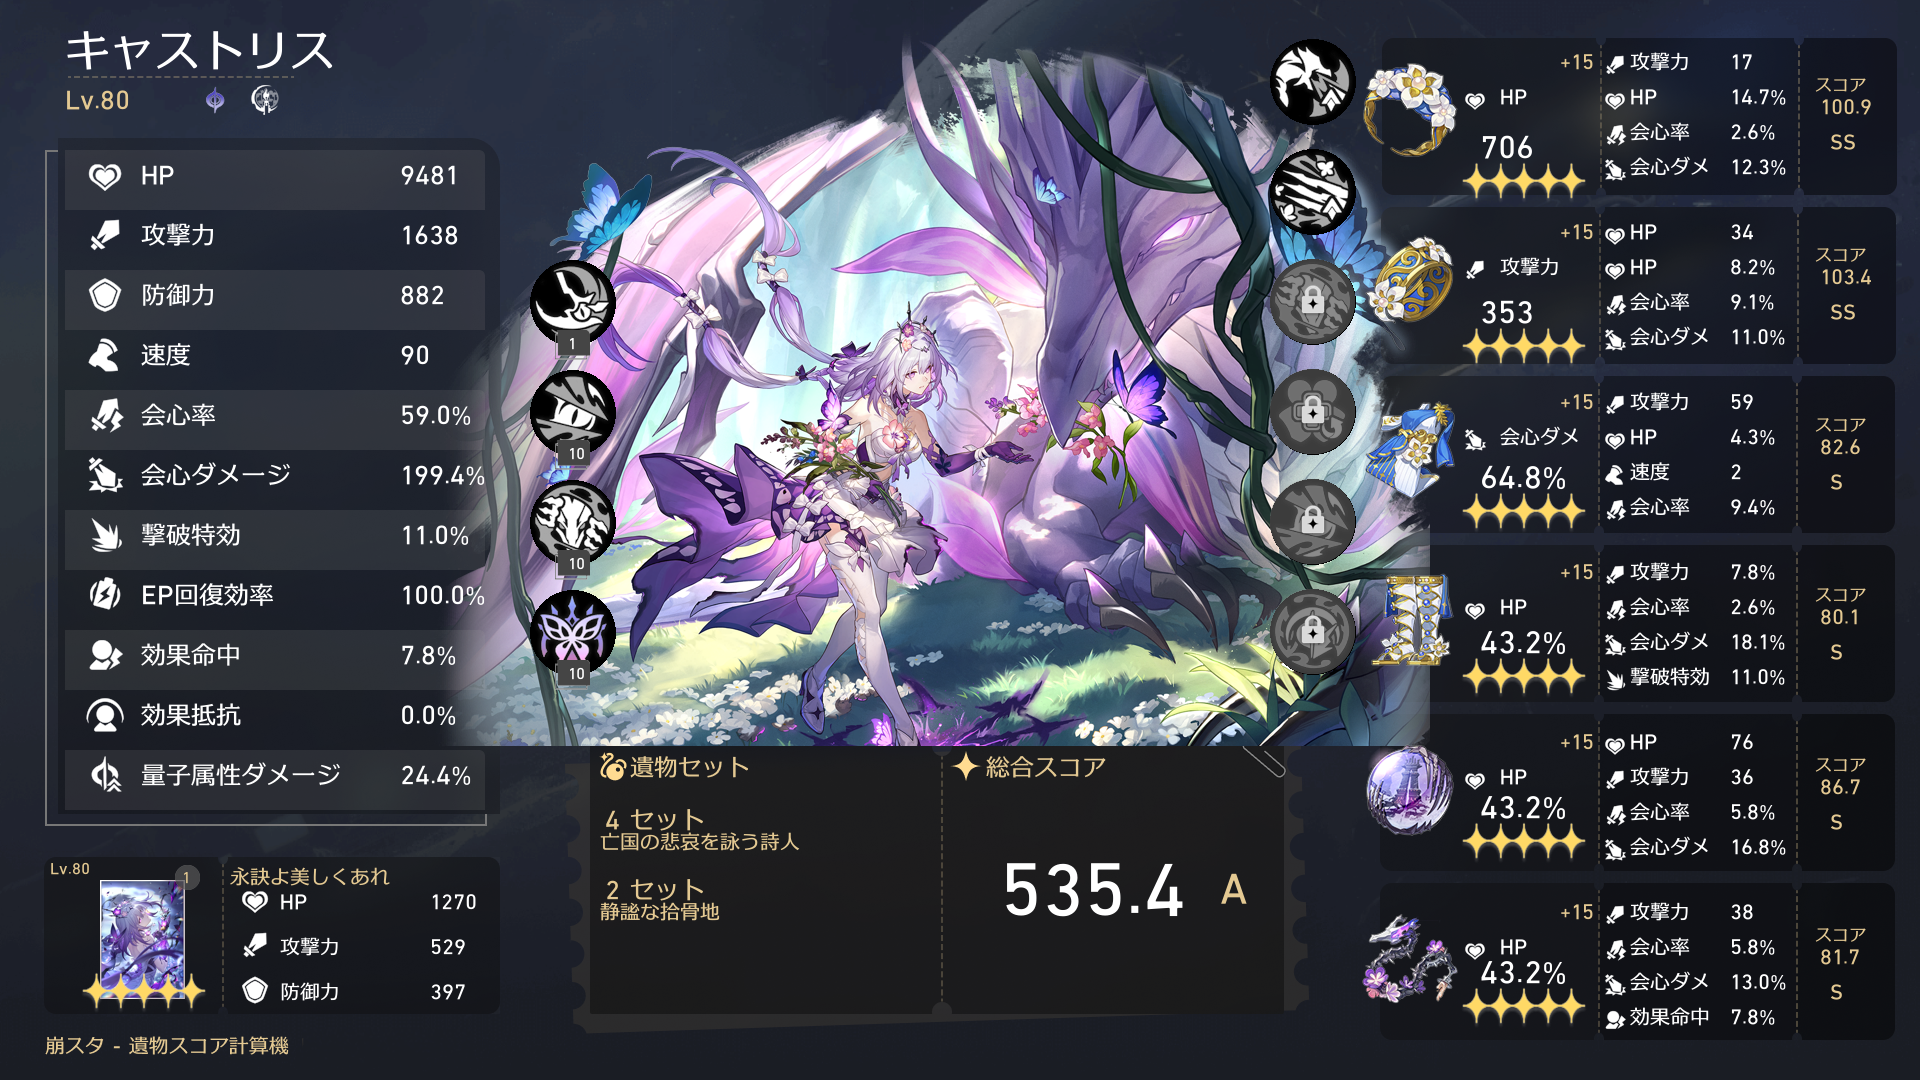 キャストリス
Lv.80
HP 9481
攻撃力 1638
防御力 882
速度 90
会心率 59.0%
会心ダメージ 199.4%
撃破特効 11.0%
EP回復効率 100.0%
効果命中 7.8%
効果抵抗 0.0%
量子属性ダメージ 24.4%
Lv.80
1
永訣よ美しくあれ
HP 1270
攻撃力 529
防御力 397
崩スタ - 遺物スコア計算機
1
10
10
10
遺物セット
4 セット
亡国の悲哀を詠う詩人
2 セット
静謐な拾骨地
総合スコア
535.4 A
+15
HP
706
攻撃力 17
HP 14.7%
会心率 2.6%
会心ダメ 12.3%
スコア
100.9
SS
+15
攻撃力
353
HP 34
HP 8.2%
会心率 9.1%
会心ダメ 11.0%
スコア
103.4
SS
+15
会心ダメ
64.8%
攻撃力 59
HP 4.3%
速度 2
会心率 9.4%
スコア
82.6
S
+15
HP
43.2%
攻撃力 7.8%
会心率 2.6%
会心ダメ 18.1%
撃破特効 11.0%
スコア
80.1
S
+15
HP
43.2%
HP 76
攻撃力 36
会心率 5.8%
会心ダメ 16.8%
スコア
86.7
S
+15
HP
43.2%
攻撃力 38
会心率 5.8%
会心ダメ 13.0%
効果命中 7.8%
スコア
81.7
S